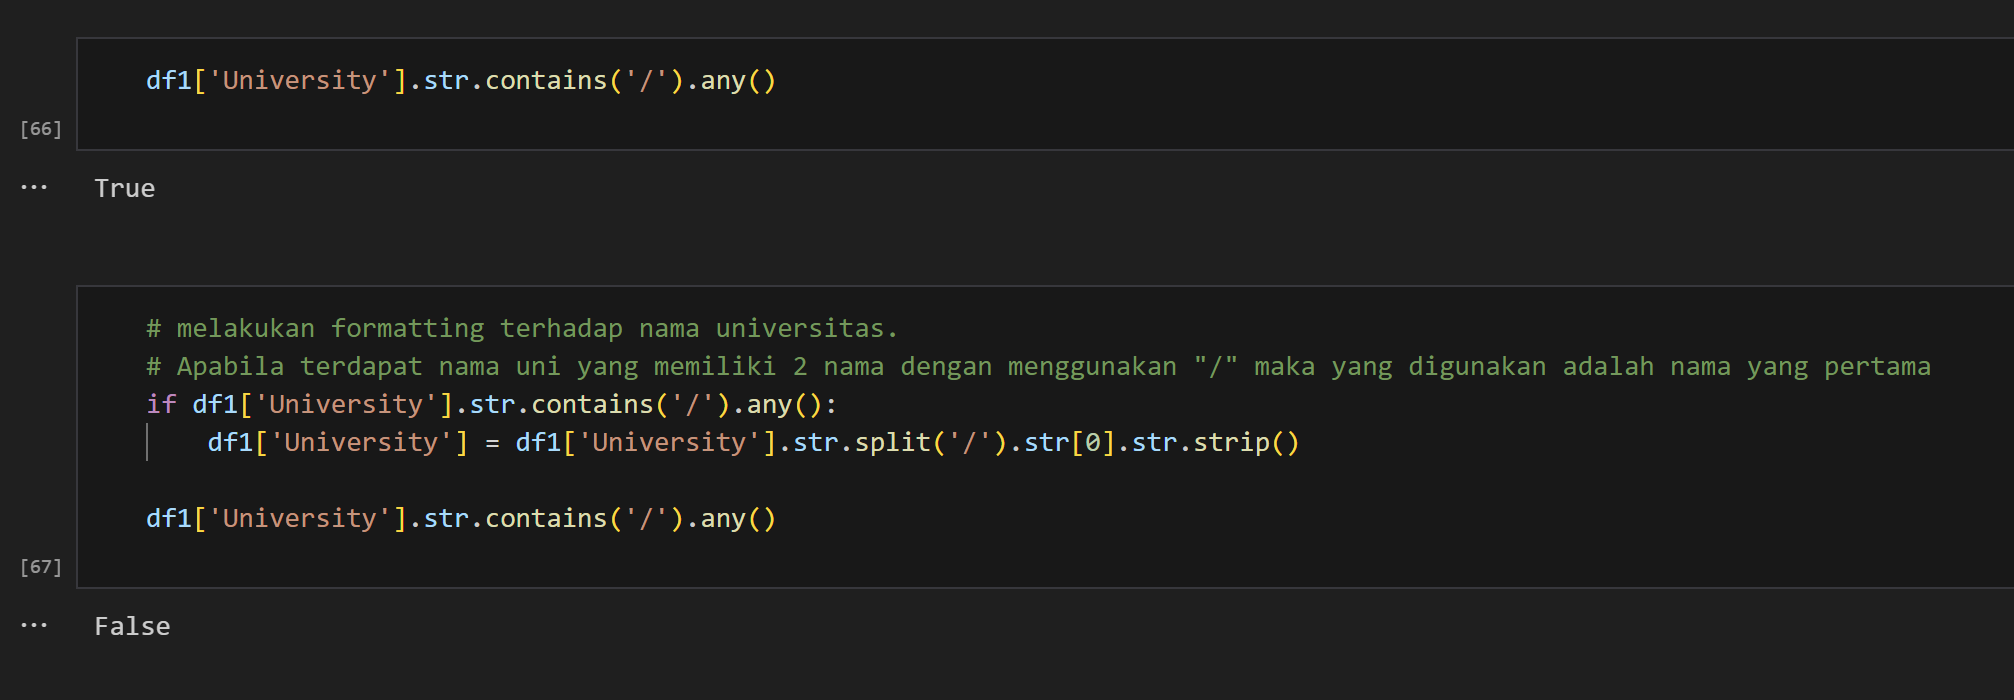 df1['University'].str.contains('/').any()
[66]
... True
# melakukan formatting terhadap nama universitas.
# Apabila terdapat nama uni yang memiliki 2 nama dengan menggunakan "/" maka yang digunakan adalah nama yang pertama
if df1['University'].str.contains('/').any():
    df1['University'] = df1['University'].str.split('/').str[0].str.strip()
df1['University'].str.contains('/').any()
[67]
... False